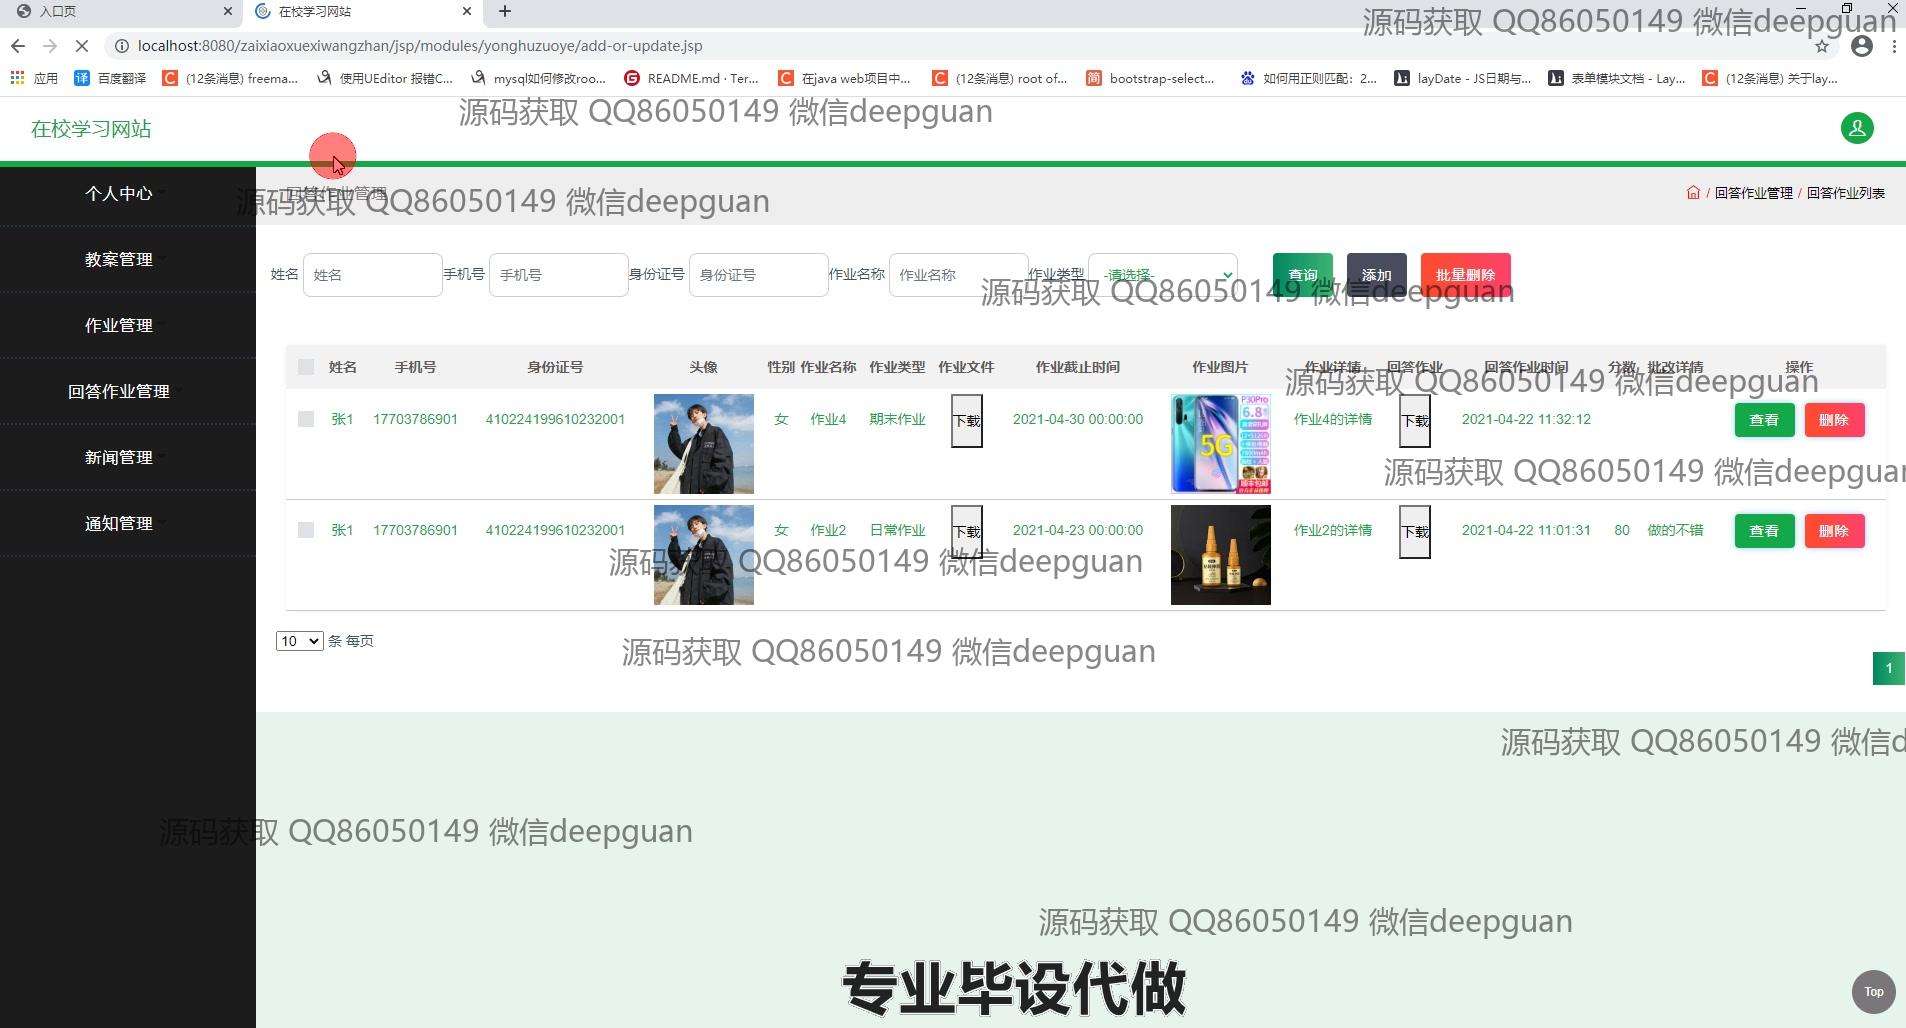 入口页
在校学习网站
localhost:8080/zaixiaoxuexiwangzhan/jsp/modules/yonghuzuoye/add-or-update.jsp
源码获取 QQ86050149 微信deepguan
应用
百度翻译
(12条消息) freema...
使用UEditor 报错C...
mysql如何修改roo...
README.md · Ter...
在java web项目中...
(12条消息) root of...
bootstrap-select...
如何用正则匹配：2...
layDate - JS日期与...
表单模块文档 - Lay...
(12条消息) 关于lay...
源码获取 QQ86050149 微信deepguan
在校学习网站
个人中心
教案管理
作业管理
回答作业管理
新闻管理
通知管理
回答作业管理
源码获取 QQ86050149 微信deepguan
/ 回答作业管理 / 回答作业列表
姓名 姓名 手机号 手机号 身份证号 身份证号 作业名称 作业名称 作业类型 -请选择- 查询 添加 批量删除
源码获取 QQ86050149 微信deepguan
姓名 手机号 身份证号 头像 性别 作业名称 作业类型 作业文件 作业截止时间 作业图片 作业详情 回答作业 回答作业时间 分数 批改详情 操作
源码获取 QQ86050149 微信deepguan
张1 17703786901 410224199610232001 女 作业4 期末作业 下载 2021-04-30 00:00:00 作业4的详情 下载 2021-04-22 11:32:12 查看 删除
P30Pro
6.8
5G
源码获取 QQ86050149 微信deepguan
张1 17703786901 410224199610232001 女 作业2 日常作业 下载 2021-04-23 00:00:00 作业2的详情 下载 2021-04-22 11:01:31 80 做的不错 查看 删除
源码获取 QQ86050149 微信deepguan
10 条 每页
源码获取 QQ86050149 微信deepguan
1
源码获取 QQ86050149 微信d
源码获取 QQ86050149 微信deepguan
源码获取 QQ86050149 微信deepguan
专业毕设代做
Top